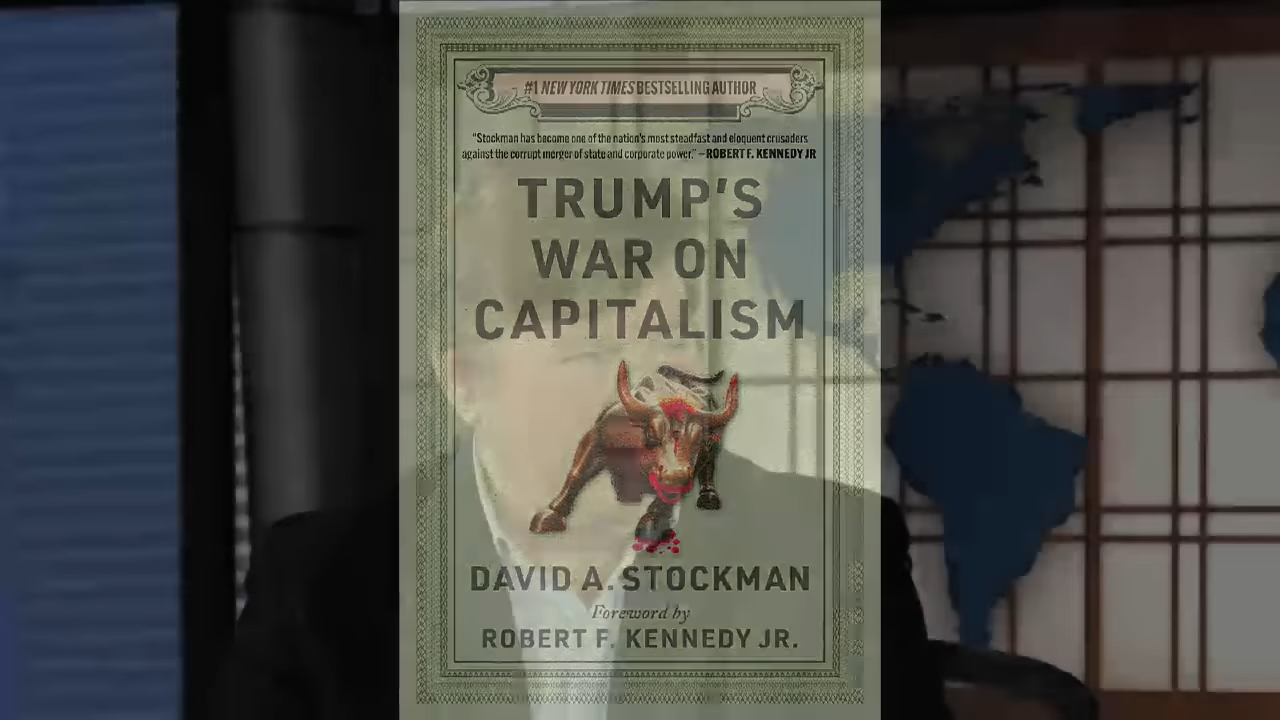 #1 NEW YORK TIMES BESTSELLING AUTHOR
"Stockman has become one of the nation's most steadfast and eloquent crusaders
against the corrupt merger of state and corporate power." —ROBERT F. KENNEDY JR
TRUMP'S
WAR ON
CAPITALISM
DAVID A. STOCKMAN
Foreword by
ROBERT F. KENNEDY JR.